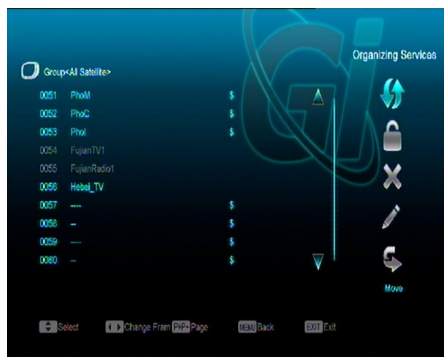 Organizing Services
Group<All Satellite>
0051 PhoM $
0052 PhoC $
0053 PhoI $
0054 FujianTV1
0055 FujianRadio1
0056 Hebei_TV
0057 ---- $
0058 -- $
0059 ---- $
0060 -- $
Move
Select Change Fram P+P- Page MENU Back EXIT Exit